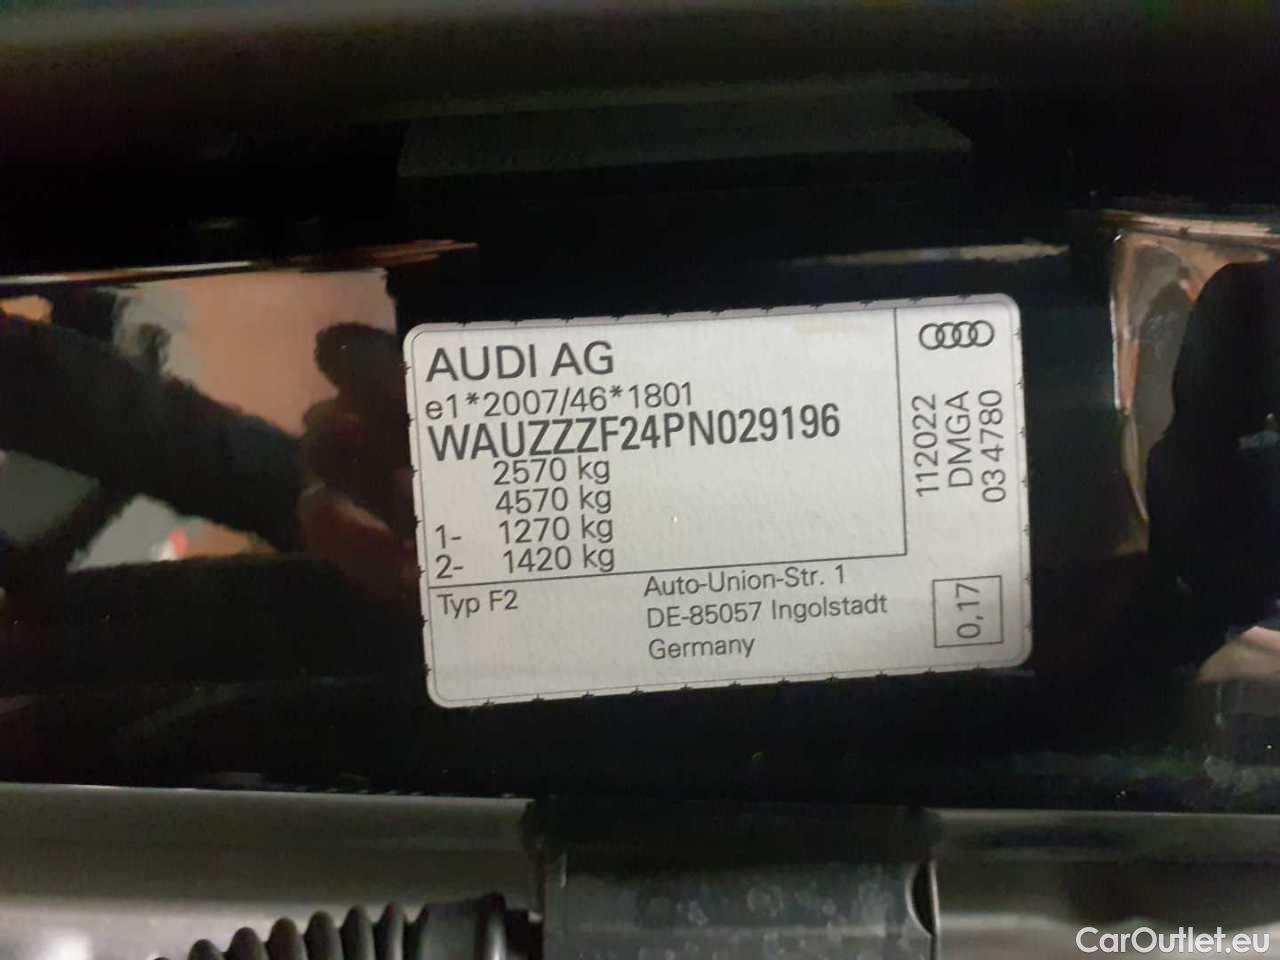 AUDI AG
e1*2007/46*1801
WAUZZZF24PN029196
2570 kg
4570 kg
1- 1270 kg
2- 1420 kg
Typ F2
Auto-Union-Str. 1
DE-85057 Ingolstadt
Germany
112022
DMGA
03 4780
0,17
CarOutlet.eu